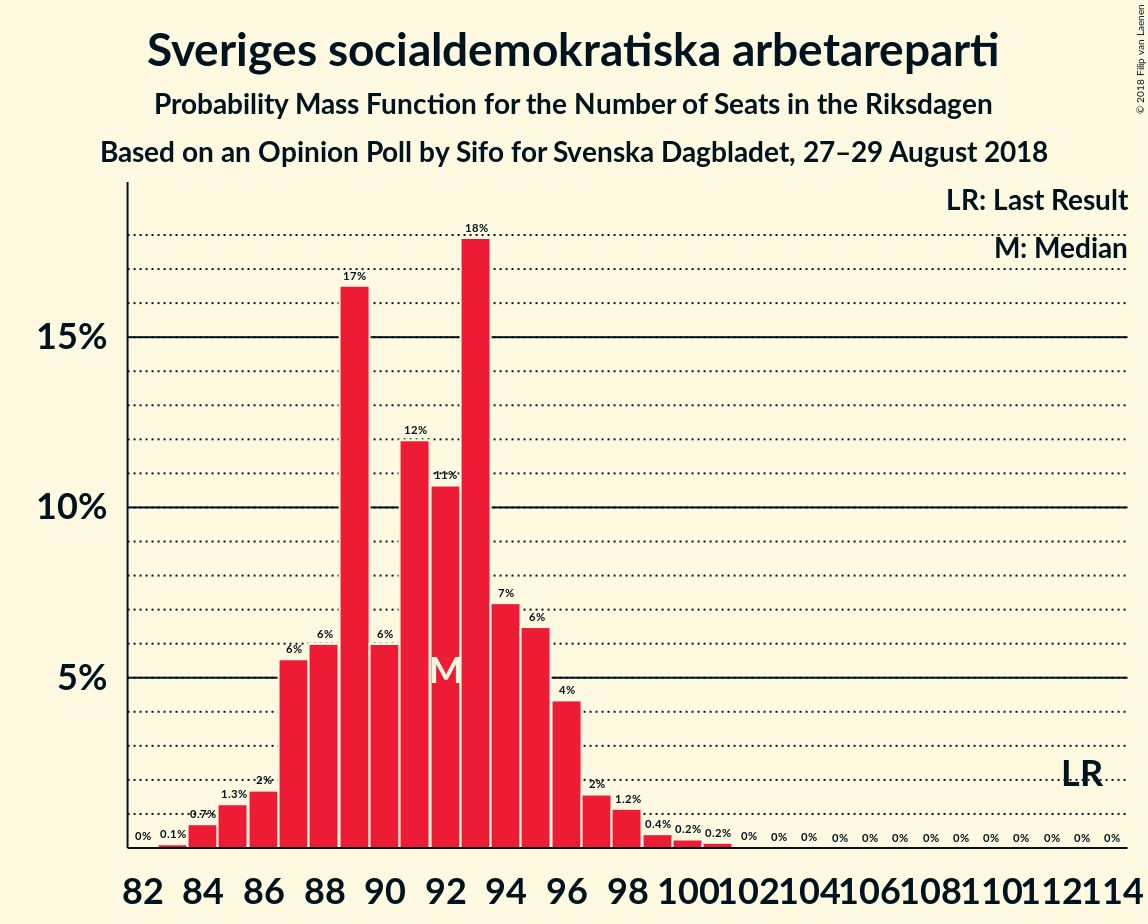 Sveriges socialdemokratiska arbetareparti
Probability Mass Function for the Number of Seats in the Riksdagen
Based on an Opinion Poll by Sifo for Svenska Dagbladet, 27–29 August 2018
© 2018 Filip van Laenen
LR: Last Result
M: Median
15%
10%
5%
0% 0.1% 0.7% 1.3% 2% 6% 6% 17% 6% 12% 11% 18% 7% 6% 4% 2% 1.2% 0.4% 0.2% 0.2% 0% 0% 0% 0% 0% 0% 0% 0% 0% 0% 0% 0% 0%
M
LR
82 84 86 88 90 92 94 96 98 100 102 104 106 108 110 112 114